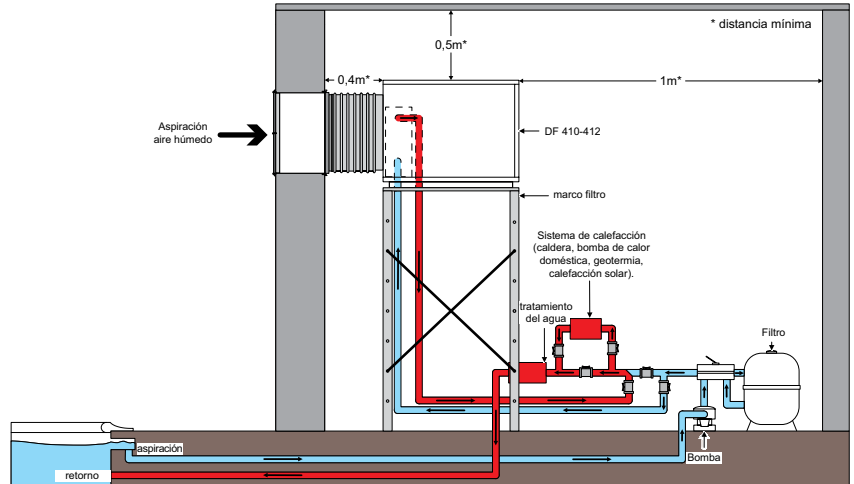 * distancia mínima
0,5m*
0,4m*
1m*
Aspiración
aire húmedo
DF 410-412
marco filtro
Sistema de calefacción
(caldera, bomba de calor
doméstica, geotermia,
calefacción solar).
tratamiento
del agua
Filtro
aspiración
Bomba
retorno